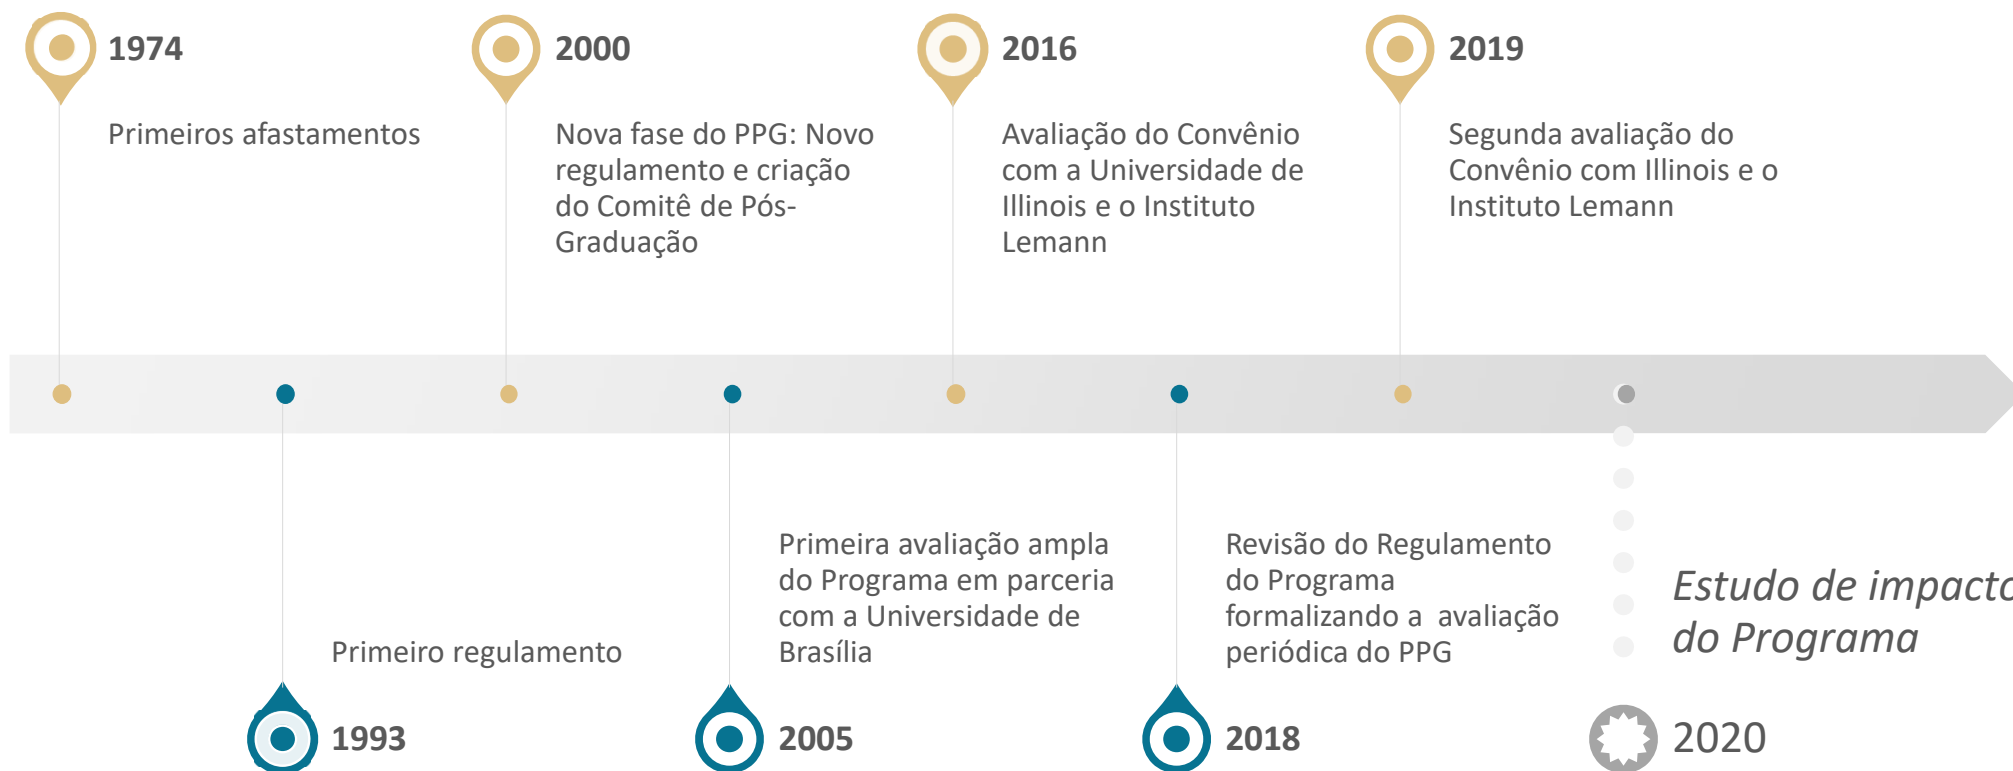 1974
Primeiros afastamentos
2000
Nova fase do PPG: Novo
regulamento e criação
do Comitê de Pós-
Graduação
2016
Avaliação do Convênio
com a Universidade de
Illinois e o Instituto
Lemann
2019
Segunda avaliação do
Convênio com Illinois e o
Instituto Lemann
Primeiro regulamento
1993
Primeira avaliação ampla
do Programa em parceria
com a Universidade de
Brasília
2005
Revisão do Regulamento
do Programa
formalizando a avaliação
periódica do PPG
2018
Estudo de impacto
do Programa
2020